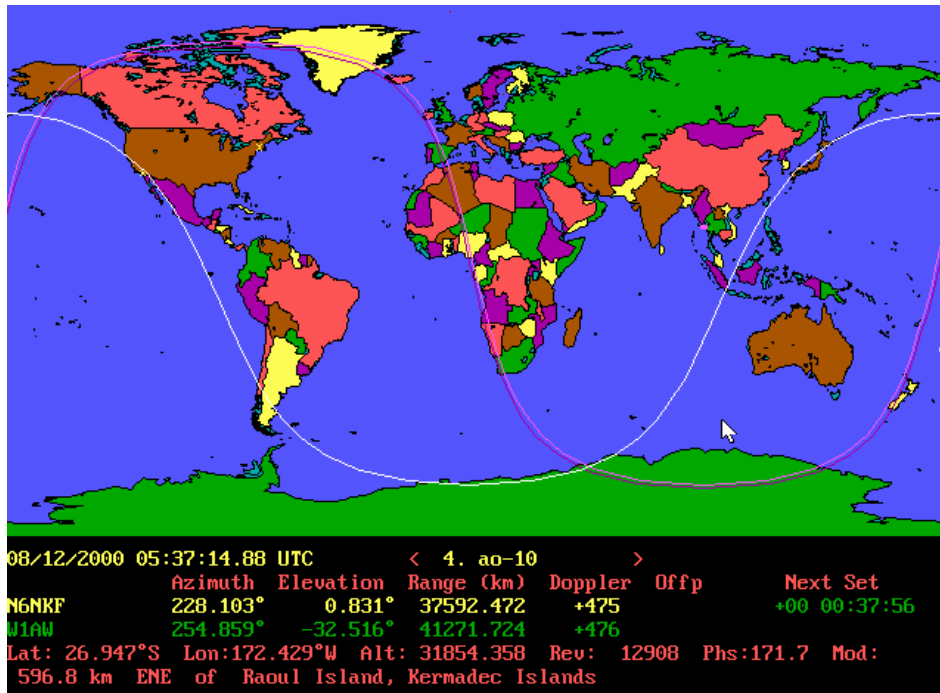 08/12/2000 05:37:14.88 UTC < 4. ao-10 >
Azimuth Elevation Range (km) Doppler Offp Next Set
N6NKF 228.103° 0.831° 37592.472 +475 +00 00:37:56
W1AW 254.859° -32.516° 41271.724 +476
Lat: 26.947°S Lon:172.429°W Alt: 31854.358 Rev: 12908 Phs:171.7 Mod:
596.8 km ENE of Raoul Island, Kermadec Islands